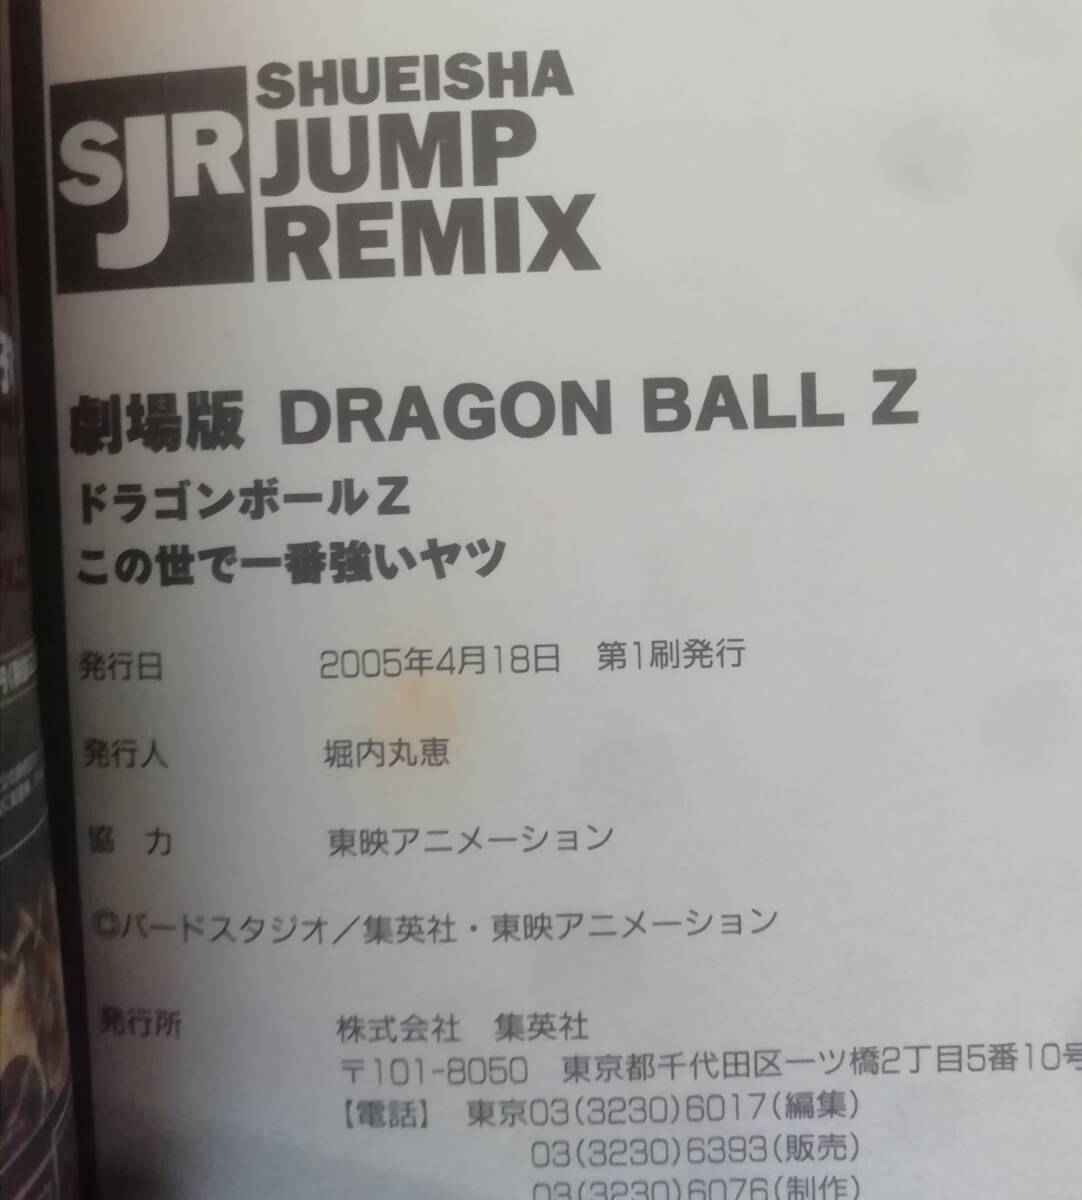 SJR
SHUEISHA
JUMP
REMIX
劇場版 DRAGON BALL Z
ドラゴンボールZ
この世で一番強いヤツ
発行日 2005年4月18日 第1刷発行
発行人 堀内丸恵
協 力 東映アニメーション
©バードスタジオ／集英社・東映アニメーション
発行所 株式会社 集英社
〒101-8050 東京都千代田区一ツ橋2丁目5番10号
【電話】 東京03(3230)6017(編集)
03(3230)6393(販売)
03(3230)6076(制作)